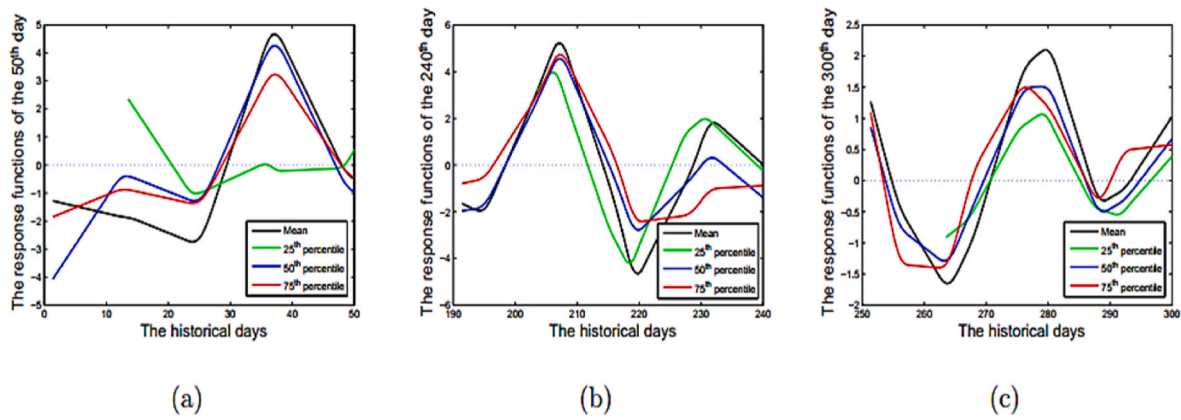 The response functions of the 50th day
5
4
3
2
1
0
−1
−2
−3
−4
−5
0
10
20
30
40
50
The historical days
Mean
25th percentile
50th percentile
75th percentile
(a)
The response functions of the 240th day
6
4
2
0
−2
−4
−6
190
200
210
220
230
240
The historical days
Mean
25th percentile
50th percentile
75th percentile
(b)
The response functions of the 300th day
2.5
2
1.5
1
0.5
0
−0.5
−1
−1.5
2
250
260
270
280
290
300
The historical days
Mean
25th percentile
50th percentile
75th percentile
(c)